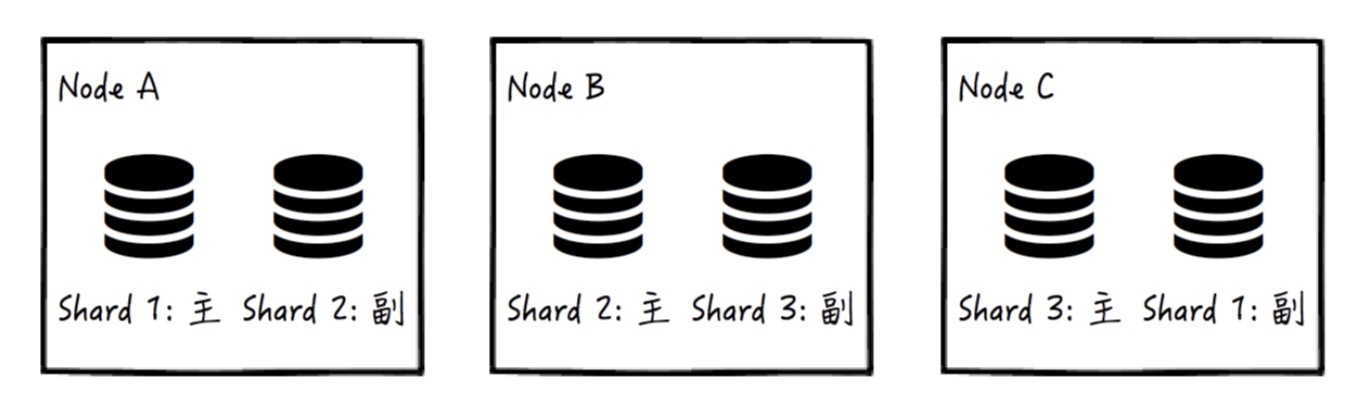 Node A
Shard 1: 主 Shard 2: 副
Node B
Shard 2: 主 Shard 3: 副
Node C
Shard 3: 主 Shard 1: 副